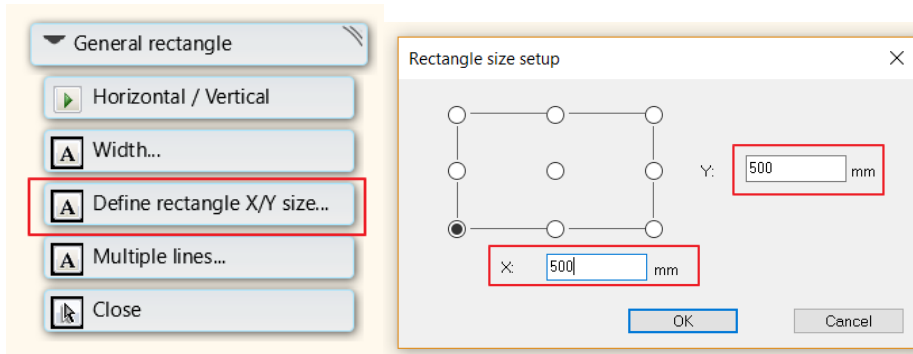 General rectangle
Horizontal / Vertical
A Width...
A Define rectangle X/Y size...
A Multiple lines...
Close
Rectangle size setup
Y: 500 mm
X: 500 mm
OK Cancel